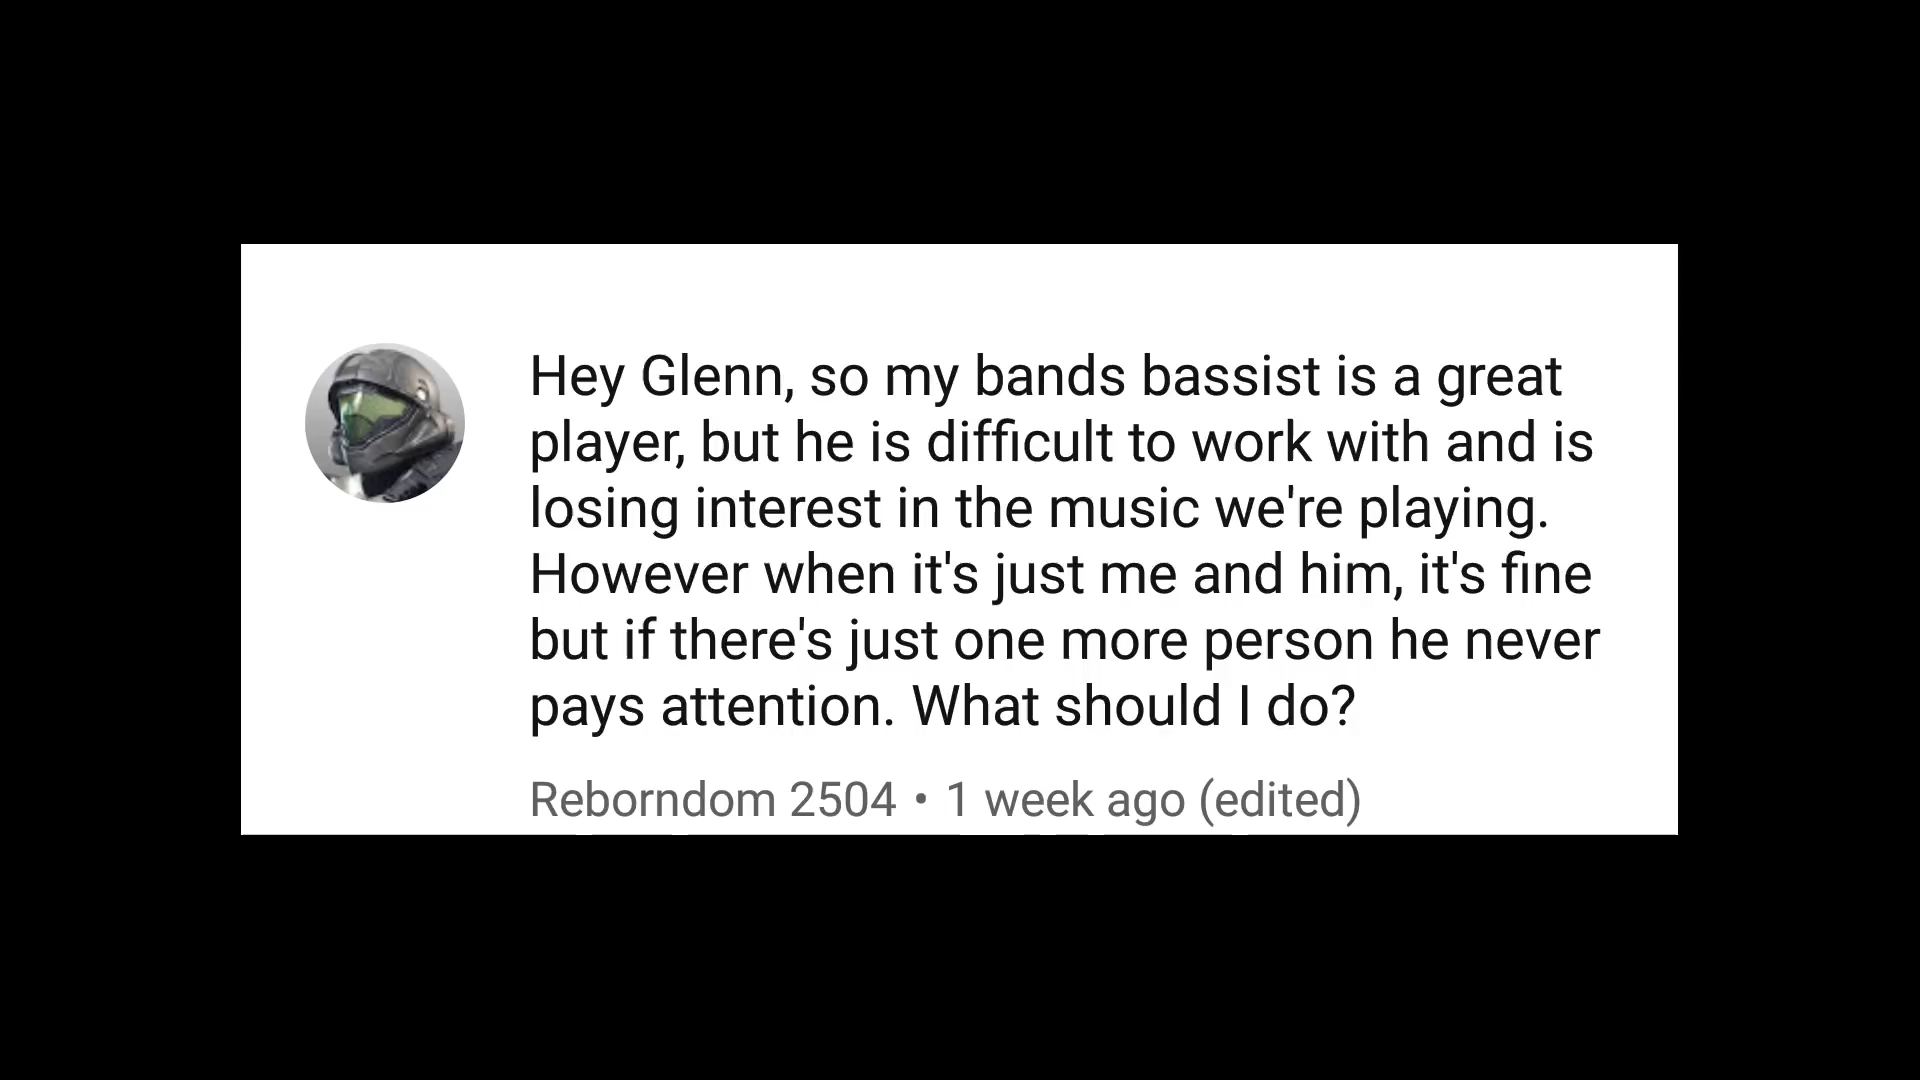 Hey Glenn, so my bands bassist is a great
player, but he is difficult to work with and is
losing interest in the music we're playing.
However when it's just me and him, it's fine
but if there's just one more person he never
pays attention. What should I do?
Reborndom 2504 • 1 week ago (edited)